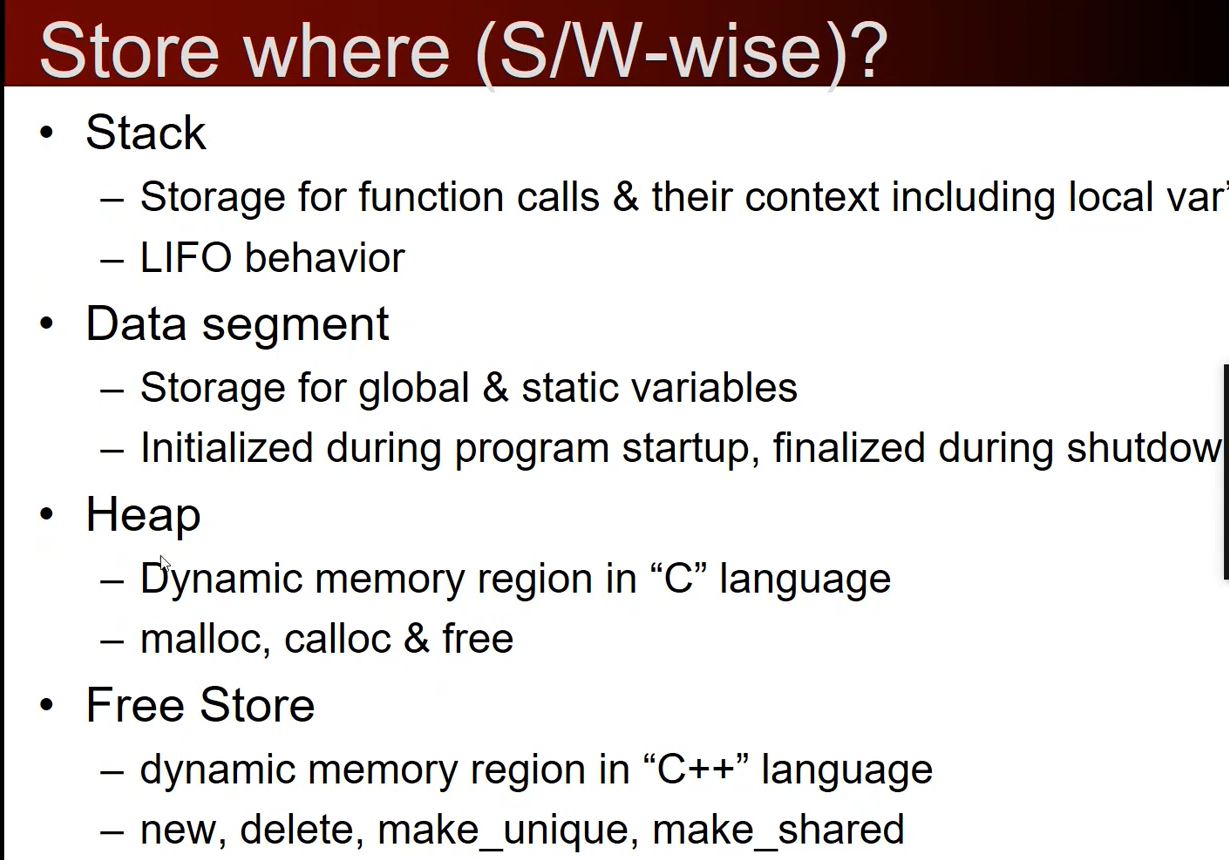 Store where (S/W-wise)?
• Stack
– Storage for function calls & their context including local var'
– LIFO behavior
• Data segment
– Storage for global & static variables
– Initialized during program startup, finalized during shutdow
• Heap
– Dynamic memory region in “C” language
– malloc, calloc & free
• Free Store
– dynamic memory region in “C++” language
– new, delete, make_unique, make_shared